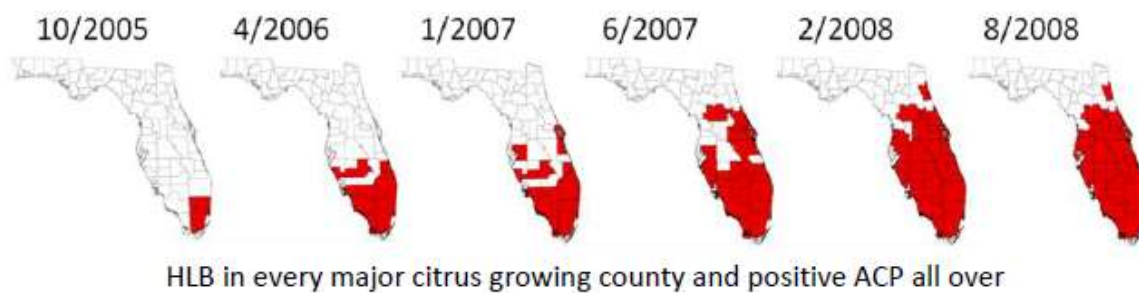 10/2005 4/2006 1/2007 6/2007 2/2008 8/2008
HLB in every major citrus growing county and positive ACP all over